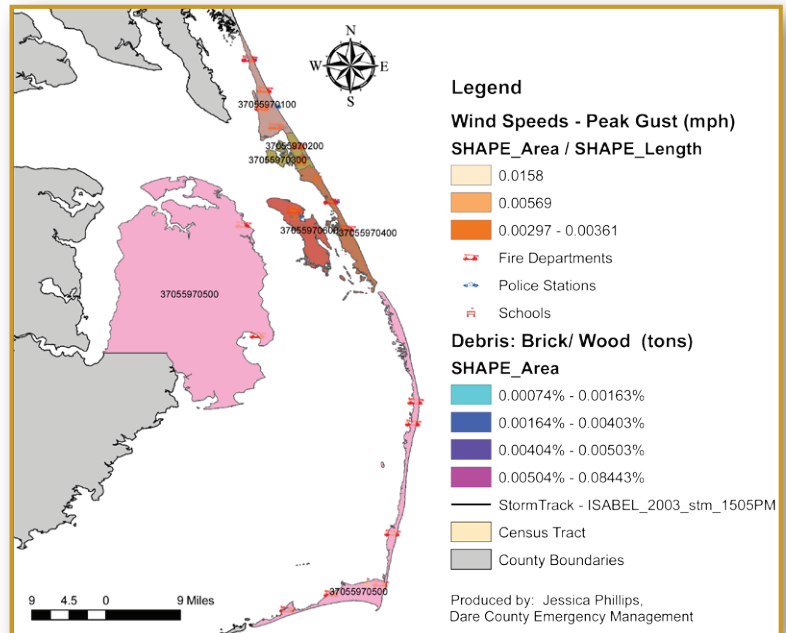 N
W E
S
37055970100
37055970200
37055970300
37055970600
37055970400
37055970500
37055970500
9 4.5 0 9 Miles
Legend
Wind Speeds - Peak Gust (mph)
SHAPE_Area / SHAPE_Length
0.0158
0.00569
0.00297 - 0.00361
Fire Departments
Police Stations
Schools
Debris: Brick/ Wood (tons)
SHAPE_Area
0.00074% - 0.00163%
0.00164% - 0.00403%
0.00404% - 0.00503%
0.00504% - 0.08443%
StormTrack - ISABEL_2003_stm_1505PM
Census Tract
County Boundaries
Produced by: Jessica Phillips,
Dare County Emergency Management